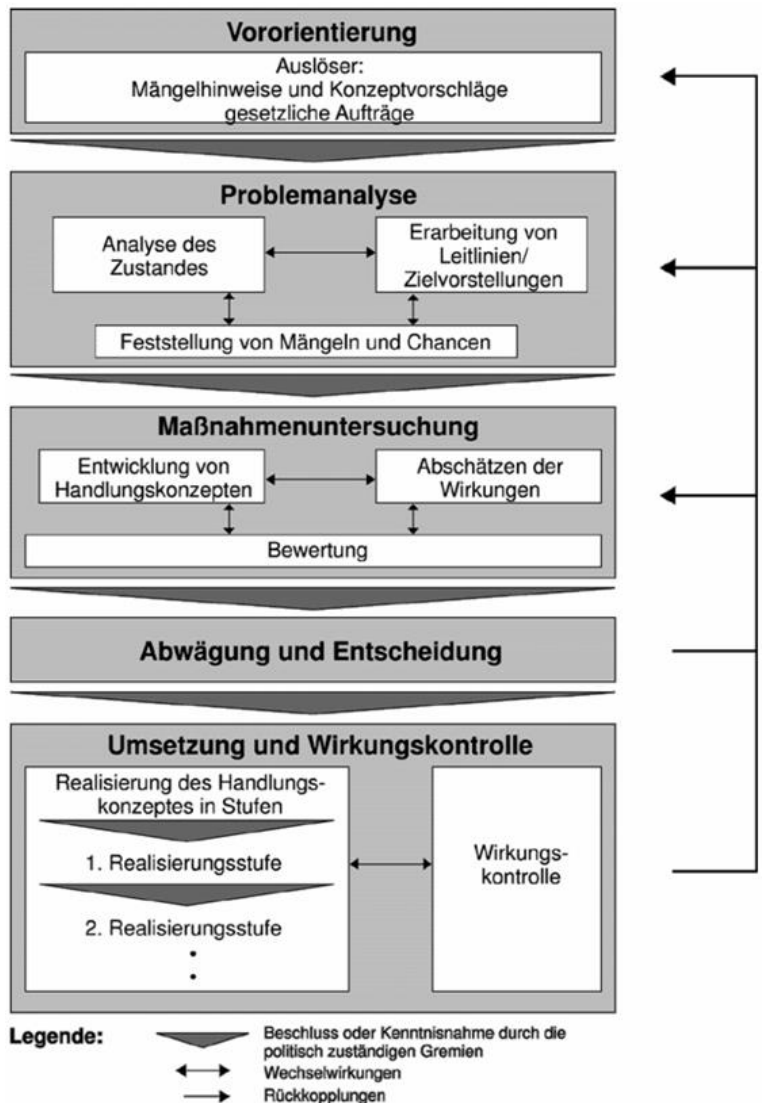 Vororientierung
Auslöser:
Mängelhinweise und Konzeptvorschläge
gesetzliche Aufträge
Problemanalyse
Analyse des
Zustandes
Erarbeitung von
Leitlinien/
Zielvorstellungen
Feststellung von Mängeln und Chancen
Maßnahmenuntersuchung
Entwicklung von
Handlungskonzepten
Abschätzen der
Wirkungen
Bewertung
Abwägung und Entscheidung
Umsetzung und Wirkungskontrolle
Realisierung des Handlungs-
konzeptes in Stufen
1. Realisierungsstufe
2. Realisierungsstufe
Wirkungs-
kontrolle
Legende:
Beschluss oder Kenntnisnahme durch die
politisch zuständigen Gremien
Wechselwirkungen
Rückkopplungen